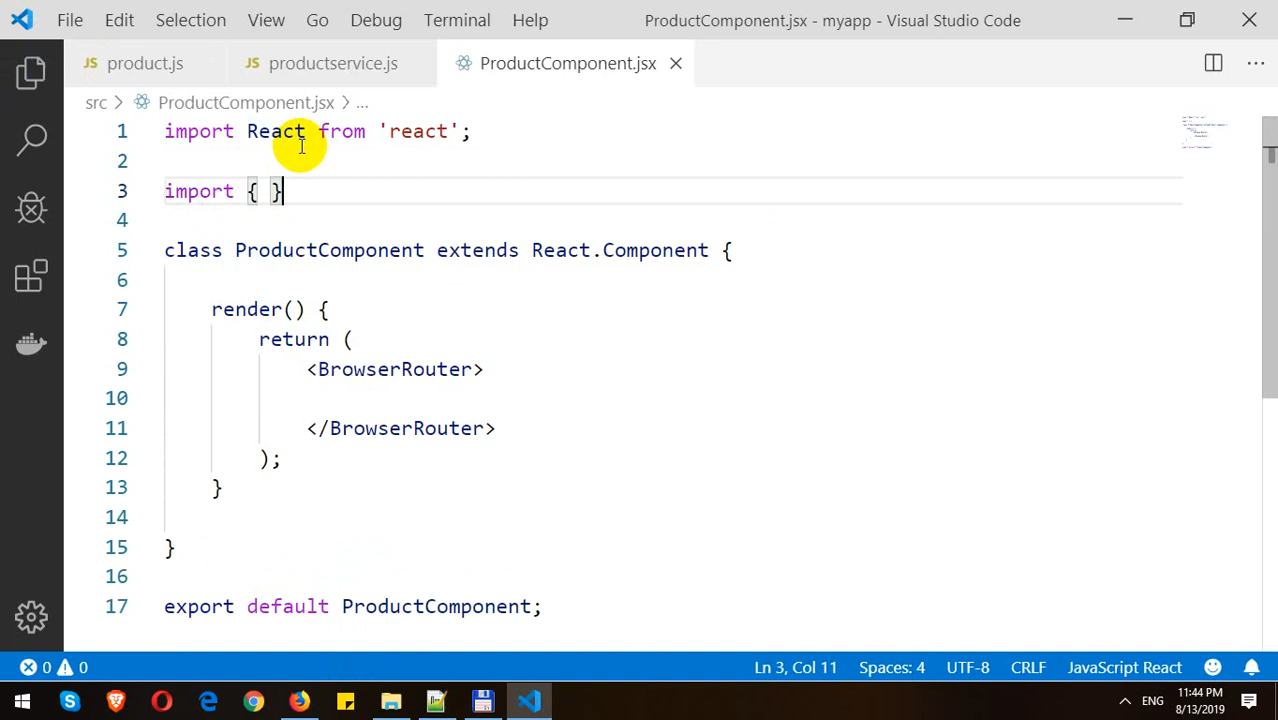 File Edit Selection View Go Debug Terminal Help ProductComponent.jsx - myapp - Visual Studio Code
JS product.js JS productservice.js ProductComponent.jsx
src ProductComponent.jsx ...
1 import React from 'react';
2
3 import { }
4
5 class ProductComponent extends React.Component {
6
7 render() {
8 return (
9 <BrowserRouter>
10
11 </BrowserRouter>
12 );
13 }
14
15 }
16
17 export default ProductComponent;
0 0 Ln 3, Col 11 Spaces: 4 UTF-8 CRLF JavaScript React
ENG 11:44 PM
8/13/2019